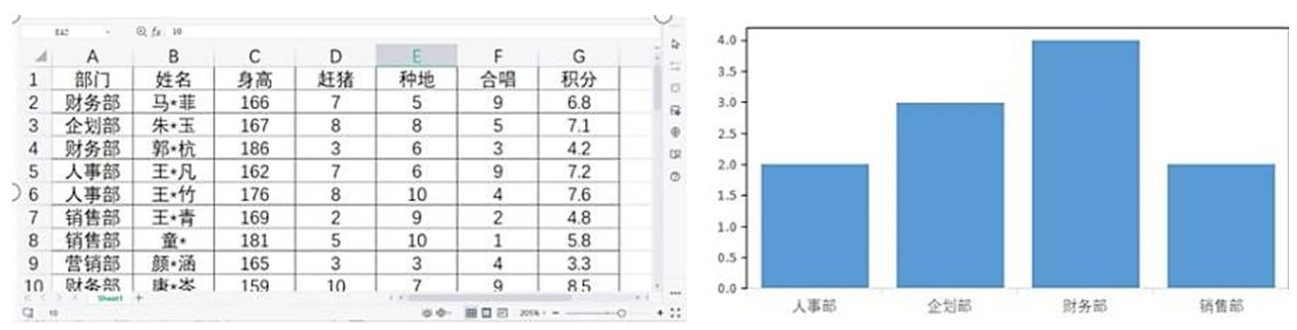 fx 10
A B C D E F G
1 部门 姓名 身高 赶猪 种地 合唱 积分
2 财务部 马*菲 166 7 5 9 6.8
3 企划部 朱*玉 167 8 8 5 7.1
4 财务部 郭*杭 186 3 6 3 4.2
5 人事部 王*凡 162 7 6 9 7.2
6 人事部 王*竹 176 8 10 4 7.6
7 销售部 王*青 169 2 9 2 4.8
8 销售部 童* 181 5 10 1 5.8
9 营销部 颜*涵 165 3 3 4 3.3
10 财务部 唐*岑 159 10 7 9 8.5
Sheet1 +
10 205% - +
4.0
3.5
3.0
2.5
2.0
1.5
1.0
0.5
0.0
人事部 企划部 财务部 销售部